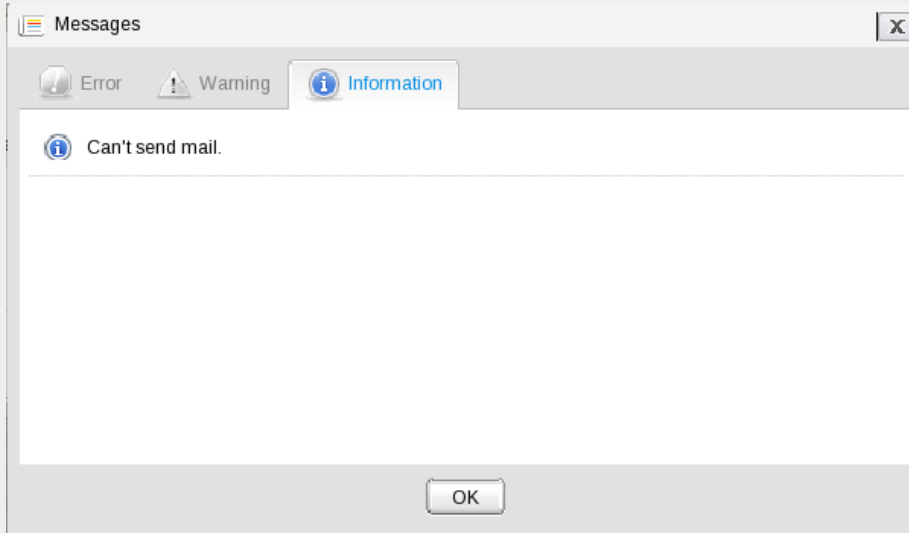 Messages
X
Error Warning Information
Can't send mail.
OK